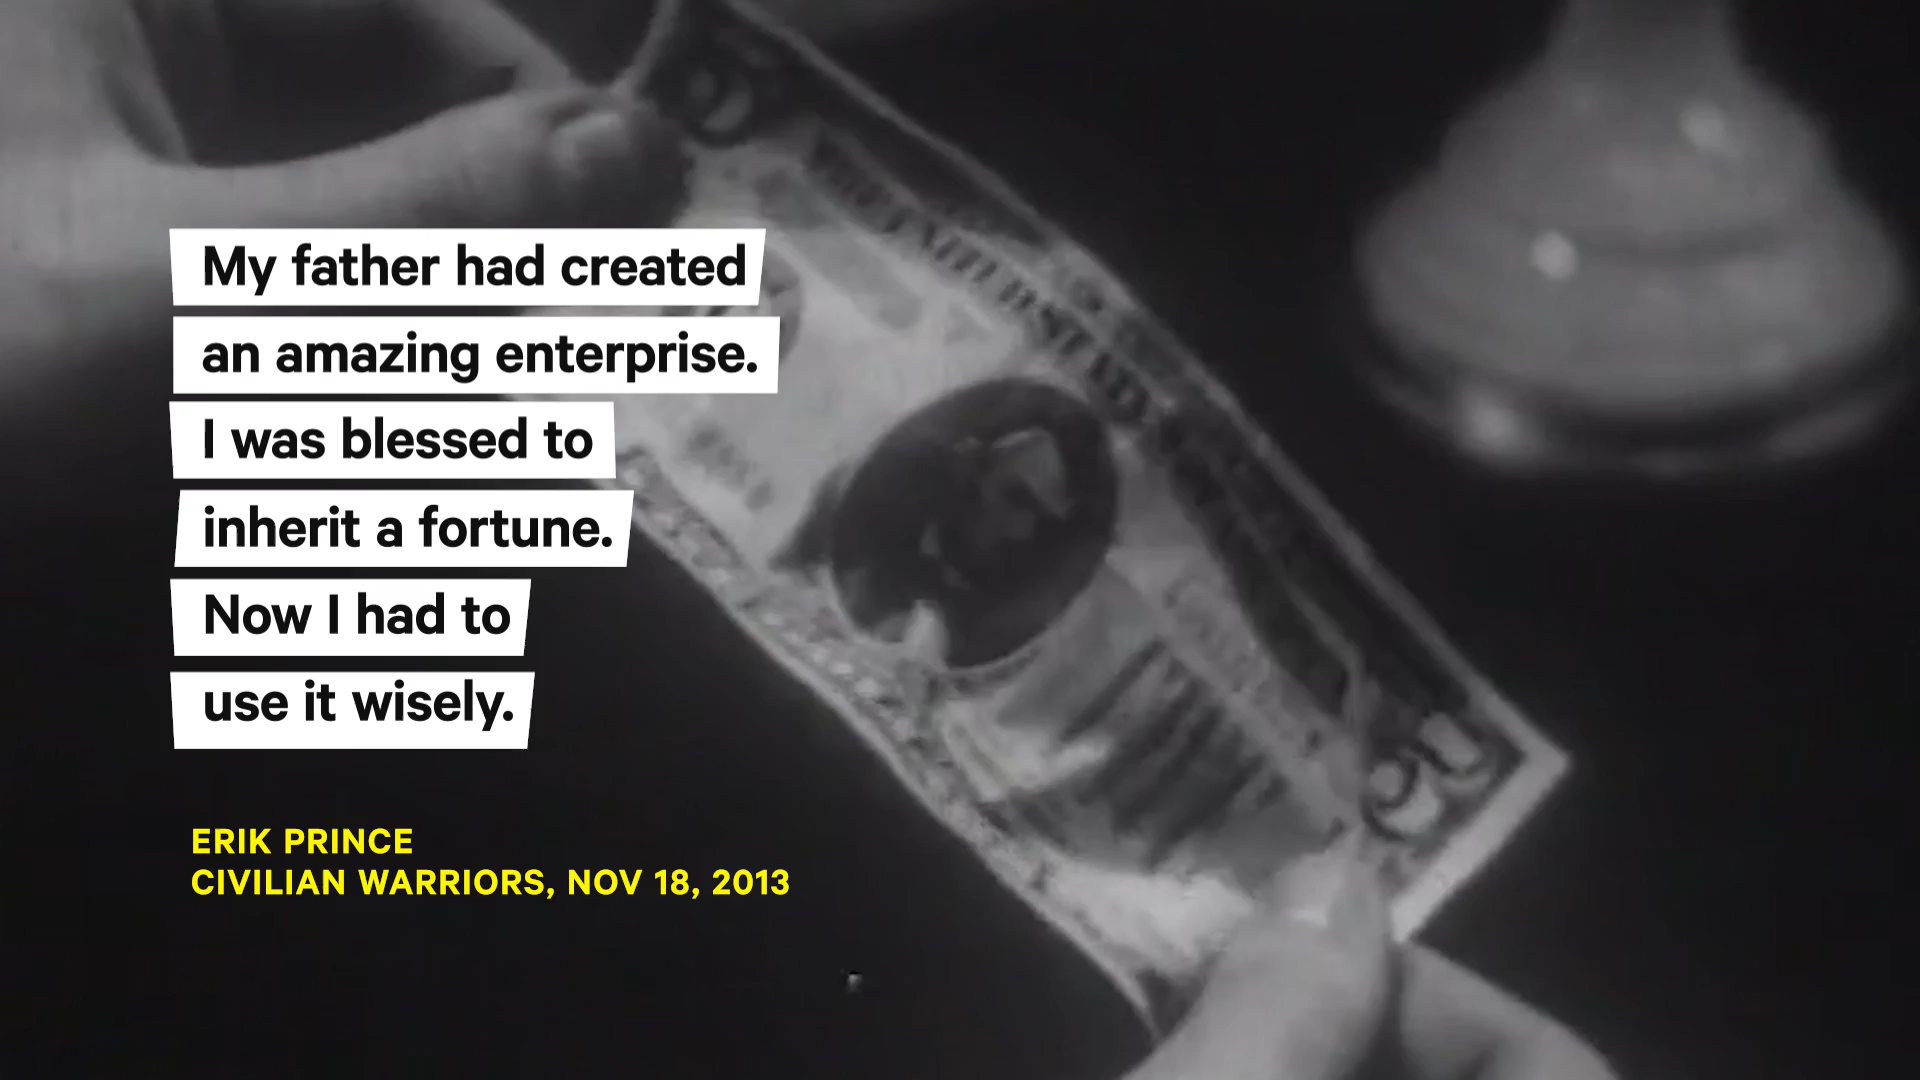 My father had created
an amazing enterprise.
I was blessed to
inherit a fortune.
Now I had to
use it wisely.
ERIK PRINCE
CIVILIAN WARRIORS, NOV 18, 2013